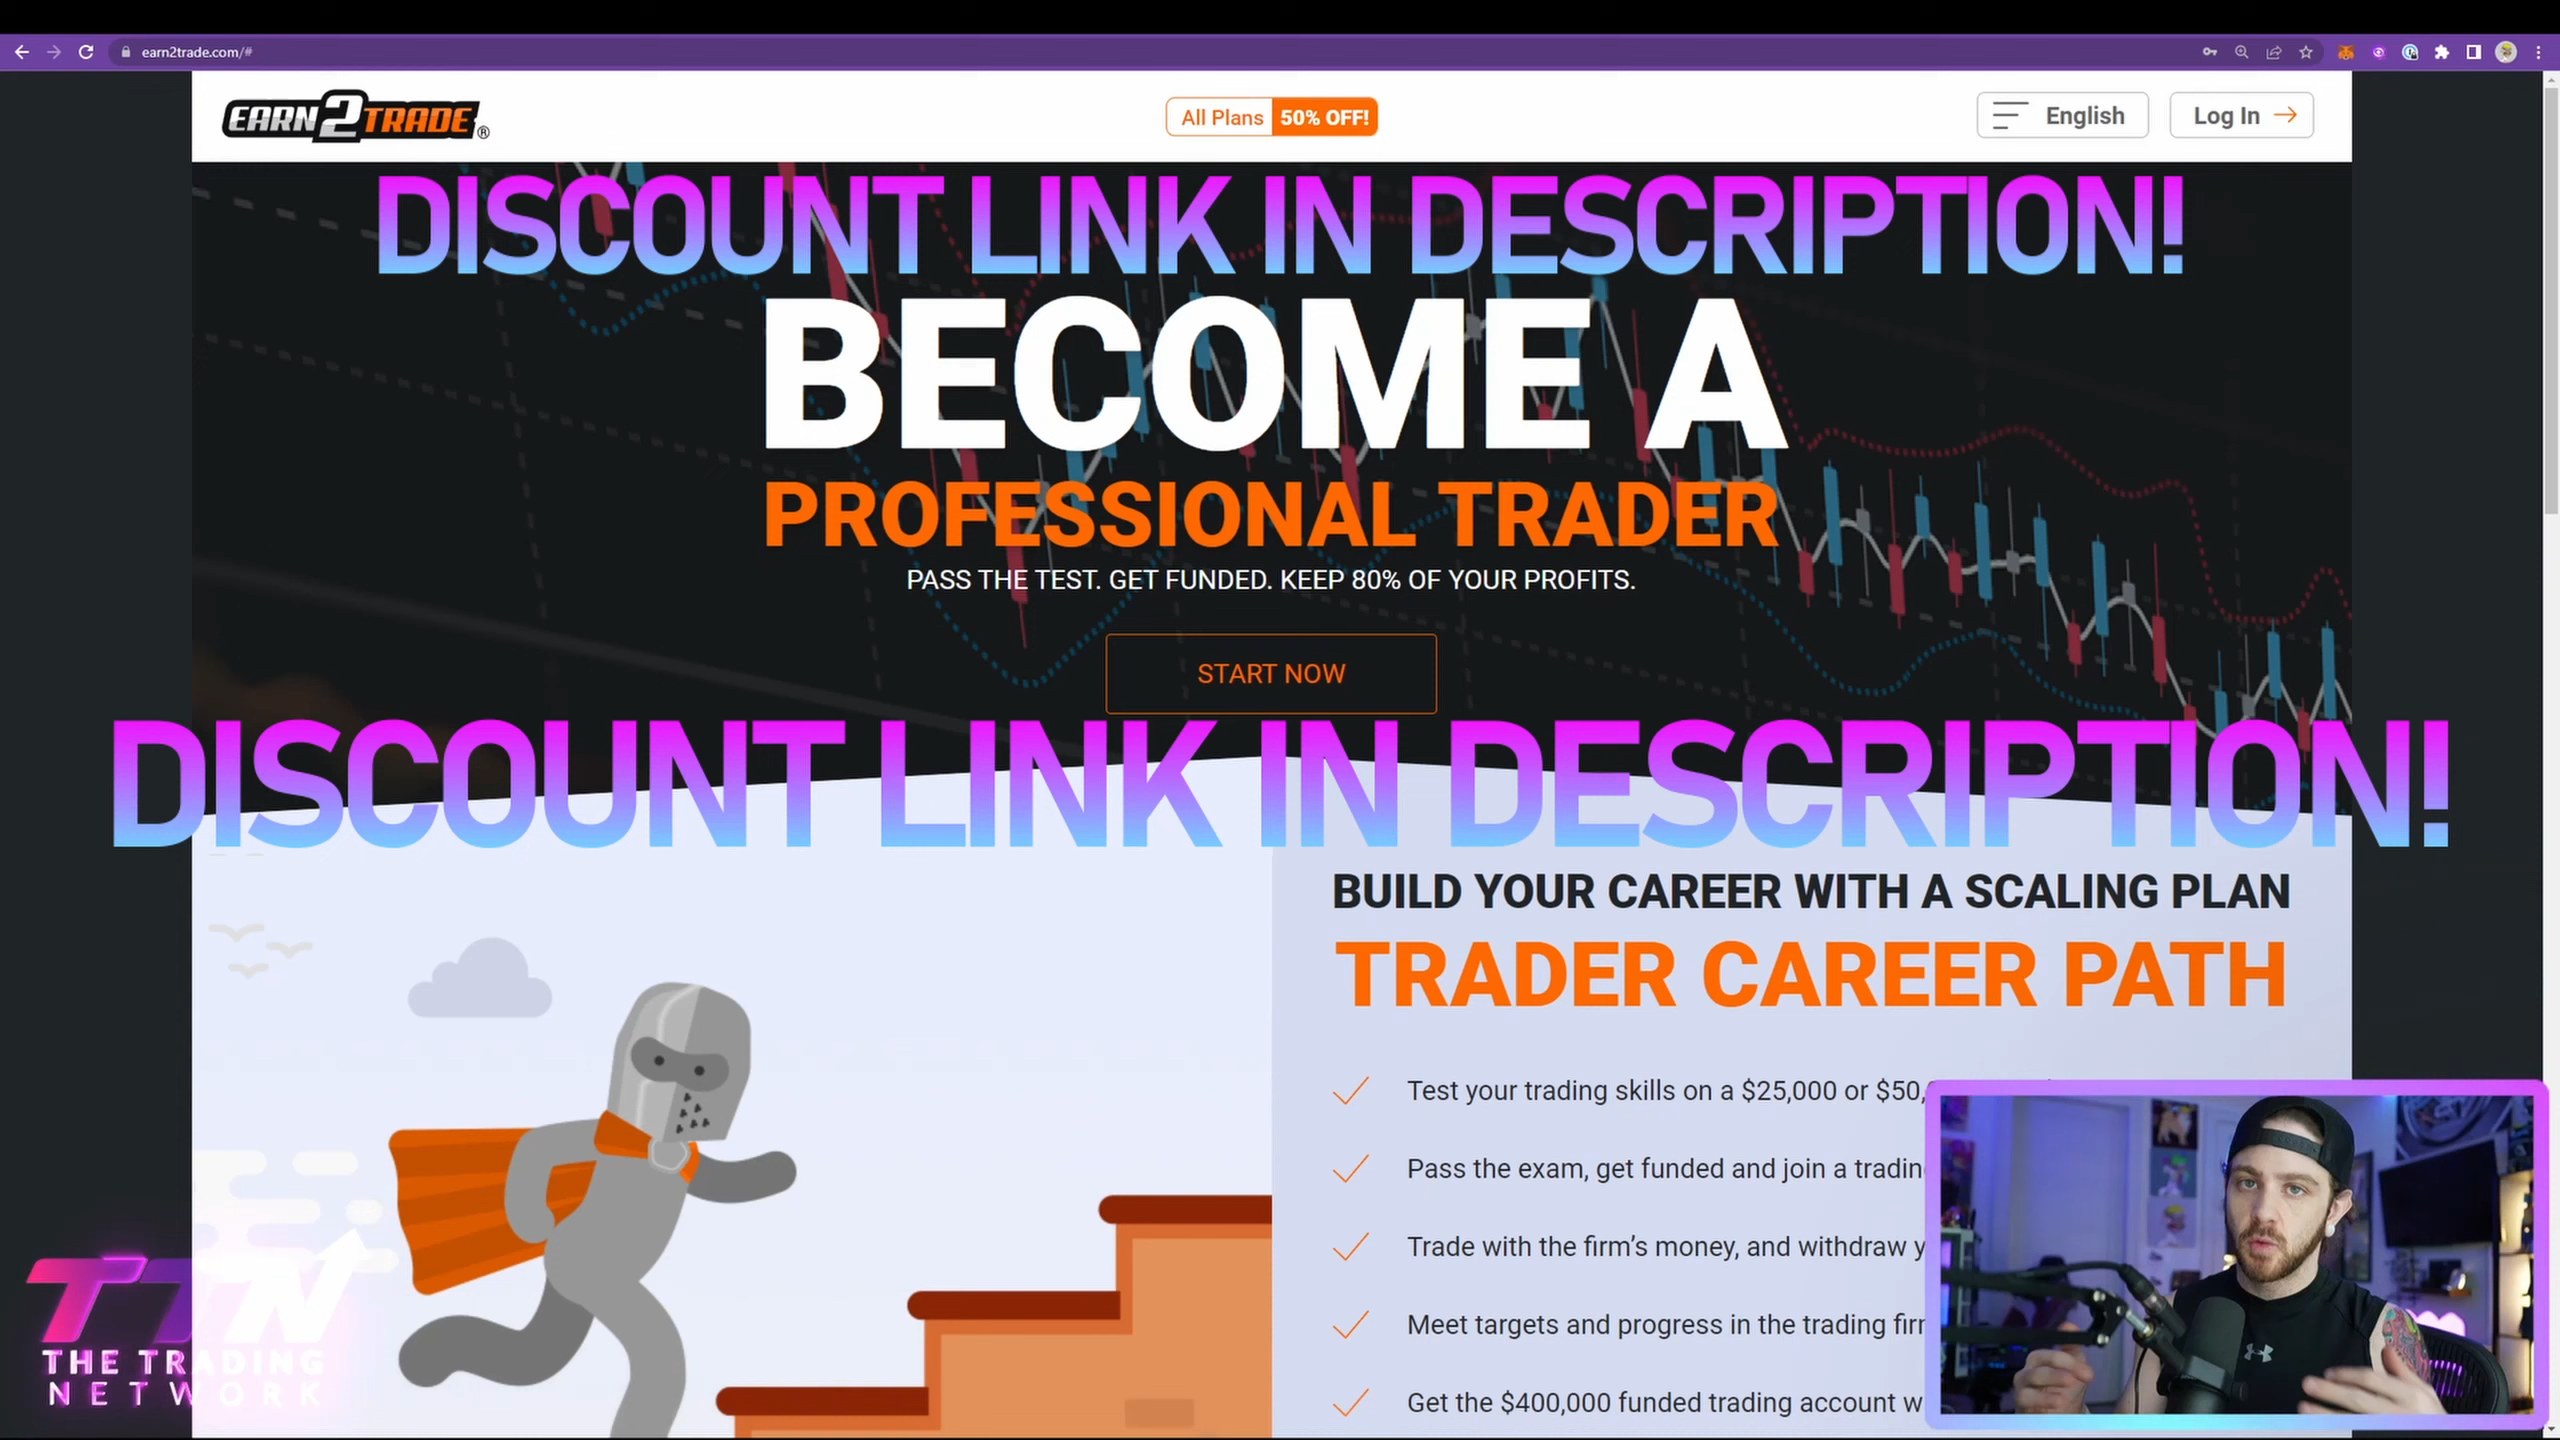 earn2trade.com/#
EARN2TRADE®
All Plans 50% OFF!
English
Log In
DISCOUNT LINK IN DESCRIPTION!
BECOME A
PROFESSIONAL TRADER
PASS THE TEST. GET FUNDED. KEEP 80% OF YOUR PROFITS.
START NOW
DISCOUNT LINK IN DESCRIPTION!
BUILD YOUR CAREER WITH A SCALING PLAN
TRADER CAREER PATH
Test your trading skills on a $25,000 or $50,
Pass the exam, get funded and join a tradin
Trade with the firm's money, and withdraw y
Meet targets and progress in the trading fir
Get the $400,000 funded trading account w
TTN
THE TRADING
NETWORK